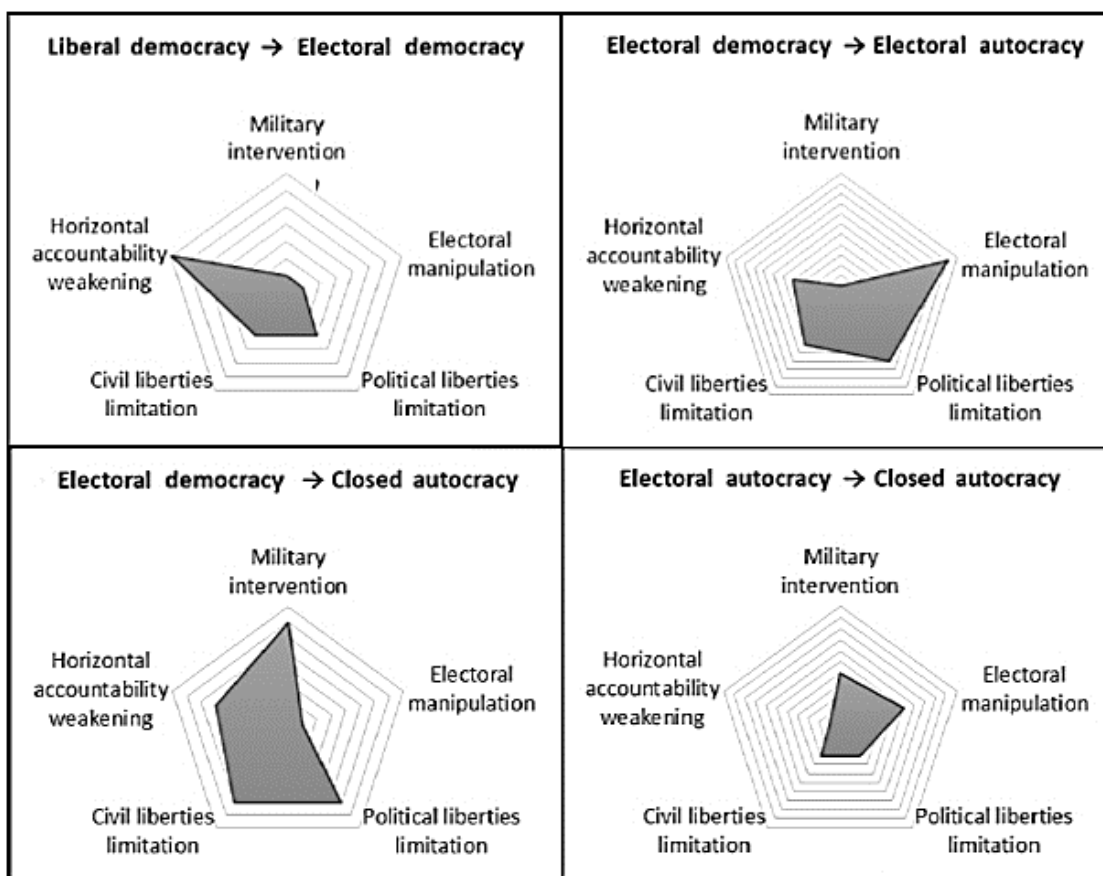 Liberal democracy → Electoral democracy
Military
intervention
Horizontal
accountability
weakening
Electoral
manipulation
Civil liberties
limitation
Political liberties
limitation
Electoral democracy → Electoral autocracy
Military
intervention
Horizontal
accountability
weakening
Electoral
manipulation
Civil liberties
limitation
Political liberties
limitation
Electoral democracy → Closed autocracy
Military
intervention
Horizontal
accountability
weakening
Electoral
manipulation
Civil liberties
limitation
Political liberties
limitation
Electoral autocracy → Closed autocracy
Military
intervention
Horizontal
accountability
weakening
Electoral
manipulation
Civil liberties
limitation
Political liberties
limitation